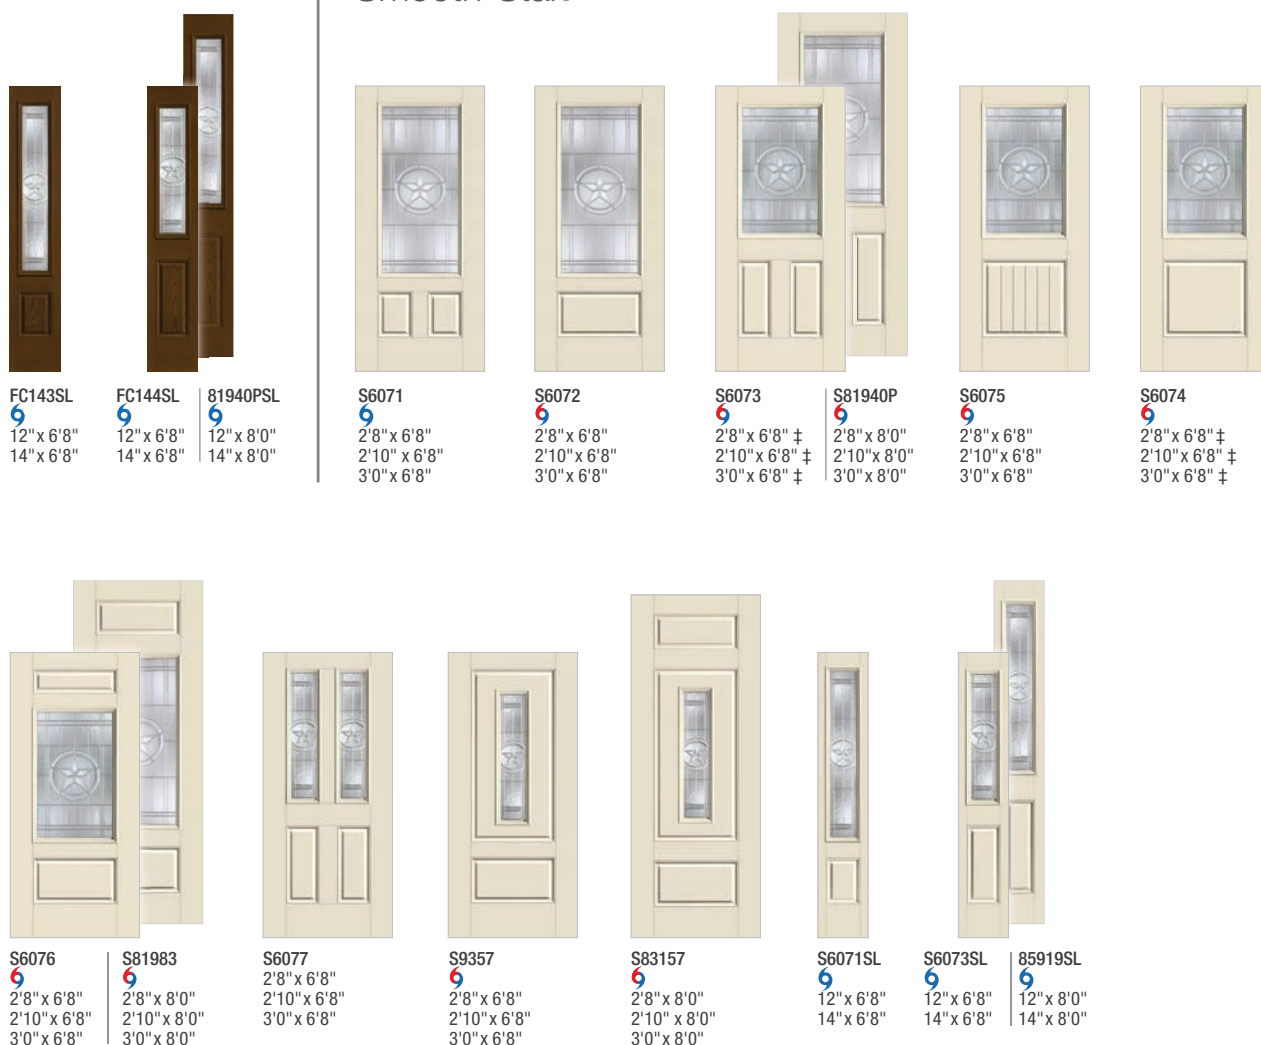 Smooth-Star
FC143SL
12" x 6'8"
14" x 6'8"
FC144SL
12" x 6'8"
14" x 6'8"
81940PSL
12" x 8'0"
14" x 8'0"
S6071
2'8" x 6'8"
2'10" x 6'8"
3'0" x 6'8"
S6072
2'8" x 6'8"
2'10" x 6'8"
3'0" x 6'8"
S6073
2'8" x 6'8" ‡
2'10" x 6'8" ‡
3'0" x 6'8" ‡
S81940P
2'8" x 8'0"
2'10" x 8'0"
3'0" x 8'0"
S6075
2'8" x 6'8"
2'10" x 6'8"
3'0" x 6'8"
S6074
2'8" x 6'8" ‡
2'10" x 6'8" ‡
3'0" x 6'8" ‡
S6076
2'8" x 6'8"
2'10" x 6'8"
3'0" x 6'8"
S81983
2'8" x 8'0"
2'10" x 8'0"
3'0" x 8'0"
S6077
2'8" x 6'8"
2'10" x 6'8"
3'0" x 6'8"
S9357
2'8" x 6'8"
2'10" x 6'8"
3'0" x 6'8"
S83157
2'8" x 8'0"
2'10" x 8'0"
3'0" x 8'0"
S6071SL
12" x 6'8"
14" x 6'8"
S6073SL
12" x 6'8"
14" x 6'8"
85919SL
12" x 8'0"
14" x 8'0"